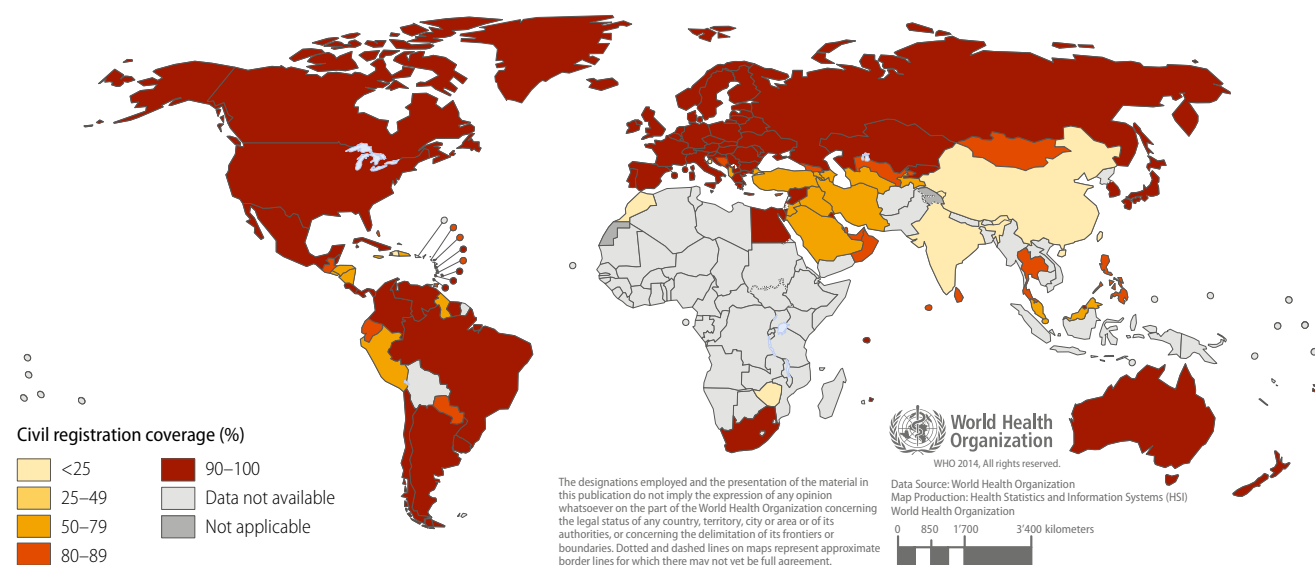 Civil registration coverage (%)
<25
25–49
50–79
80–89
90–100
Data not available
Not applicable
The designations employed and the presentation of the material in
this publication do not imply the expression of any opinion
whatsoever on the part of the World Health Organization concerning
the legal status of any country, territory, city or area or of its
authorities, or concerning the delimitation of its frontiers or
boundaries. Dotted and dashed lines on maps represent approximate
border lines for which there may not yet be full agreement.
World Health
Organization
WHO 2014, All rights reserved.
Data Source: World Health Organization
Map Production: Health Statistics and Information Systems (HSI)
World Health Organization
0 850 1'700 3'400 kilometers